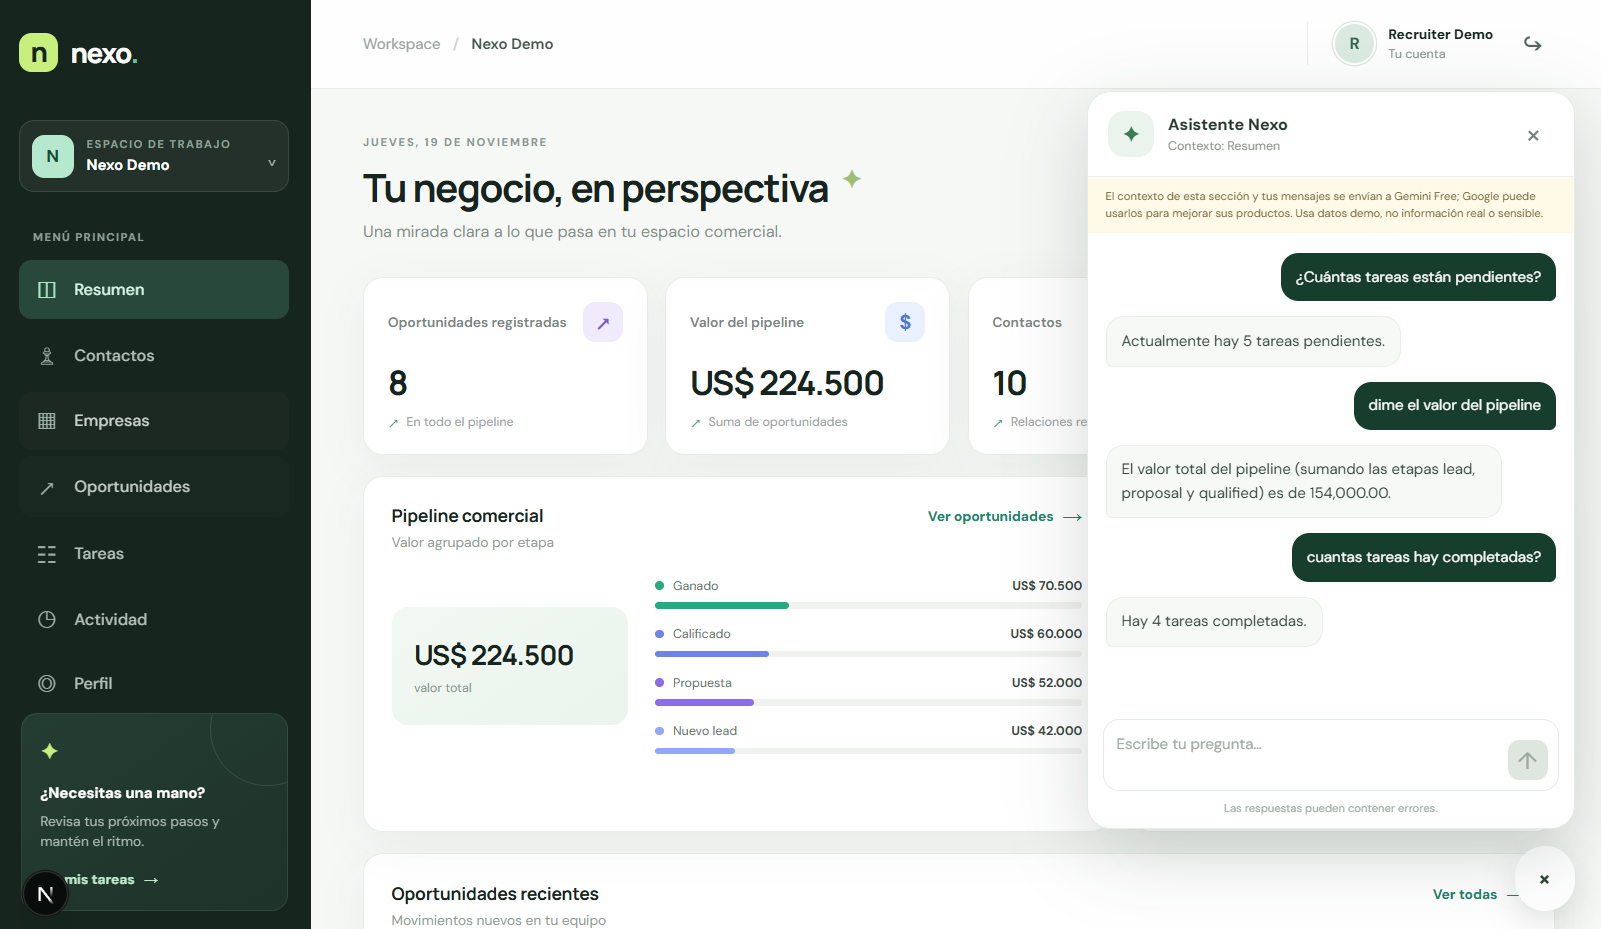 n nexo.
N
ESPACIO DE TRABAJO
Nexo Demo
v
MENÚ PRINCIPAL
Resumen
Contactos
Empresas
Oportunidades
Tareas
Actividad
Perfil
¿Necesitas una mano?
Revisa tus próximos pasos y
mantén el ritmo.
mis tareas →
N
Workspace / Nexo Demo
R
Recruiter Demo
Tu cuenta
JUEVES, 19 DE NOVIEMBRE
Tu negocio, en perspectiva
Una mirada clara a lo que pasa en tu espacio comercial.
Oportunidades registradas
8
↗ En todo el pipeline
Valor del pipeline
$
US$ 224.500
↗ Suma de oportunidades
Contactos
10
↗ Relaciones re
Pipeline comercial
Valor agrupado por etapa
Ver oportunidades →
US$ 224.500
valor total
Ganado US$ 70.500
Calificado US$ 60.000
Propuesta US$ 52.000
Nuevo lead US$ 42.000
Oportunidades recientes
Movimientos nuevos en tu equipo
Ver todas
Asistente Nexo
Contexto: Resumen
×
El contexto de esta sección y tus mensajes se envían a Gemini Free; Google puede
usarlos para mejorar sus productos. Usa datos demo, no información real o sensible.
¿Cuántas tareas están pendientes?
Actualmente hay 5 tareas pendientes.
dime el valor del pipeline
El valor total del pipeline (sumando las etapas lead,
proposal y qualified) es de 154,000.00.
cuantas tareas hay completadas?
Hay 4 tareas completadas.
Escribe tu pregunta...
Las respuestas pueden contener errores.
×